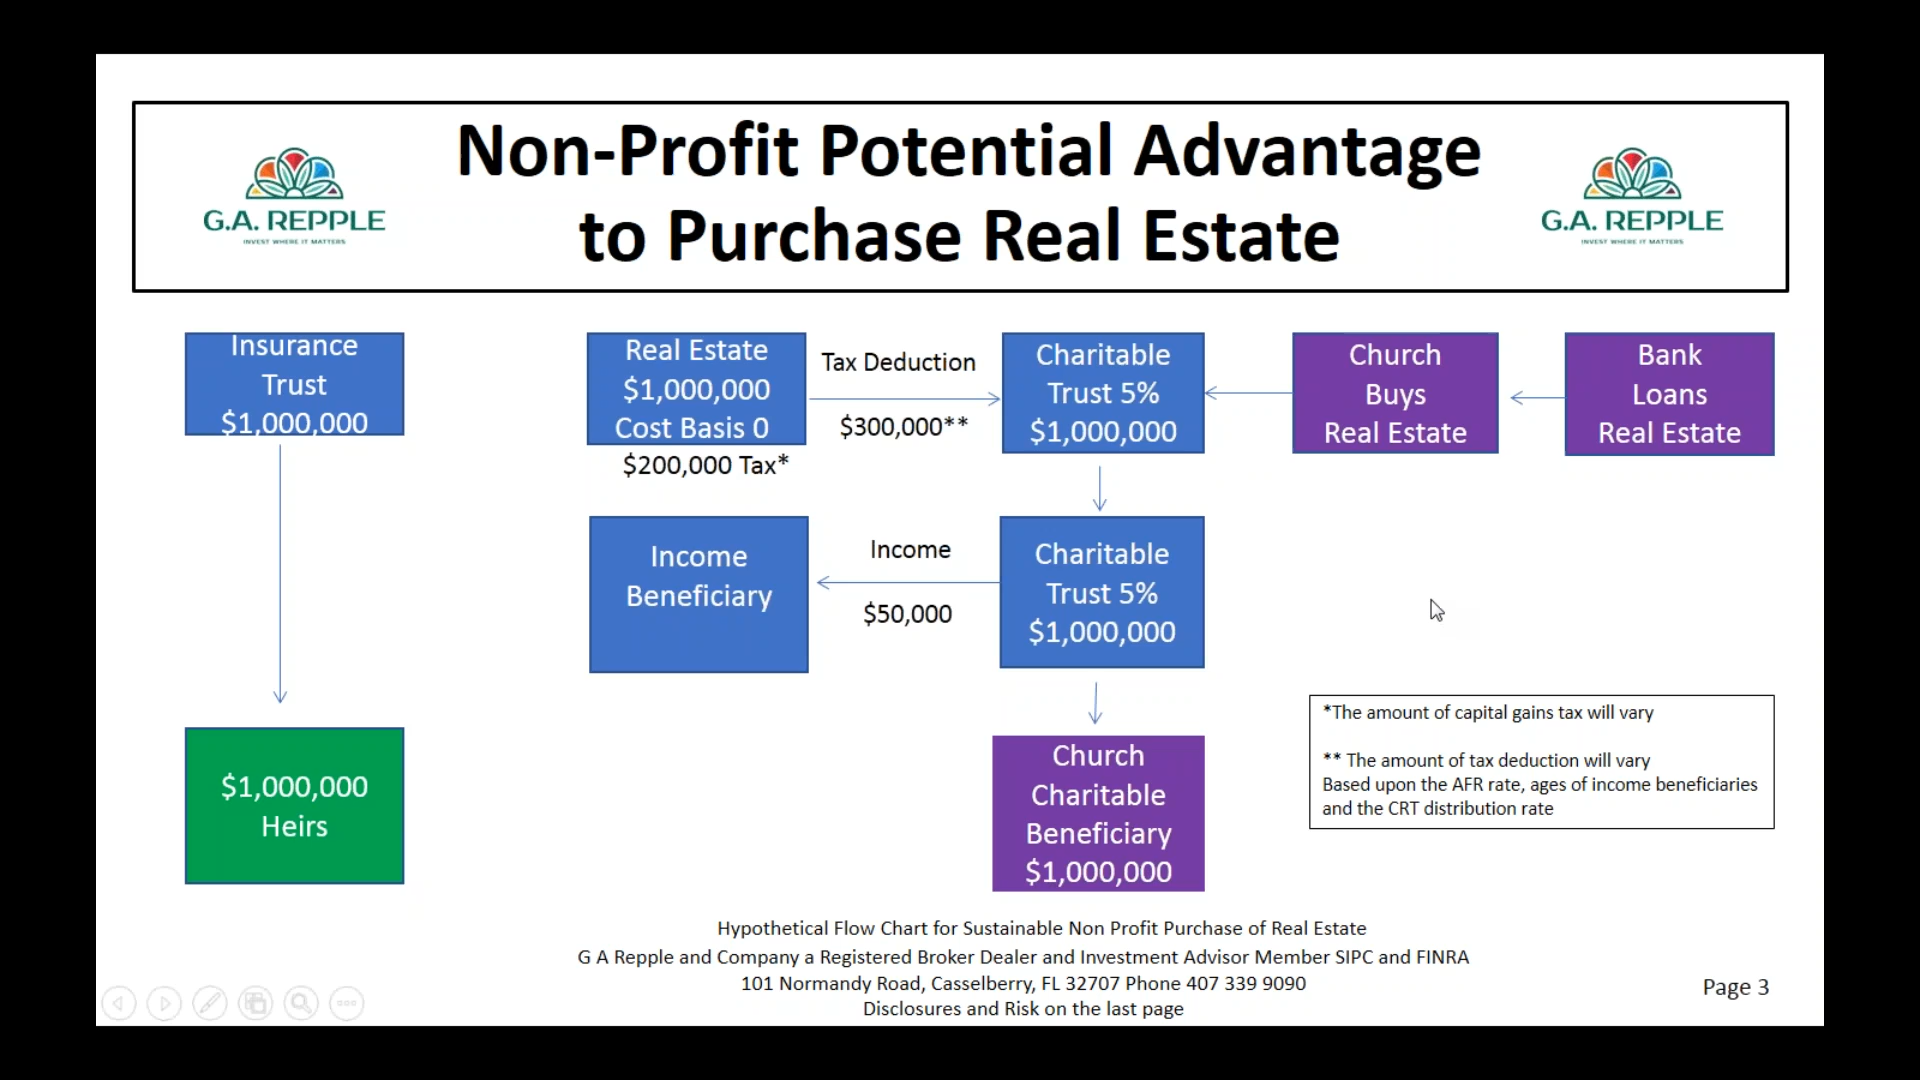 Non-Profit Potential Advantage
to Purchase Real Estate
G.A. REPPLE
INVEST WHERE IT MATTERS
G.A. REPPLE
INVEST WHERE IT MATTERS
Insurance
Trust
$1,000,000
Real Estate
$1,000,000
Cost Basis 0
$200,000 Tax*
Tax Deduction
$300,000**
Charitable
Trust 5%
$1,000,000
Church
Buys
Real Estate
Bank
Loans
Real Estate
Income
Beneficiary
Income
$50,000
Charitable
Trust 5%
$1,000,000
$1,000,000
Heirs
Church
Charitable
Beneficiary
$1,000,000
*The amount of capital gains tax will vary
** The amount of tax deduction will vary
Based upon the AFR rate, ages of income beneficiaries
and the CRT distribution rate
Hypothetical Flow Chart for Sustainable Non Profit Purchase of Real Estate
G A Repple and Company a Registered Broker Dealer and Investment Advisor Member SIPC and FINRA
101 Normandy Road, Casselberry, FL 32707 Phone 407 339 9090
Disclosures and Risk on the last page
Page 3